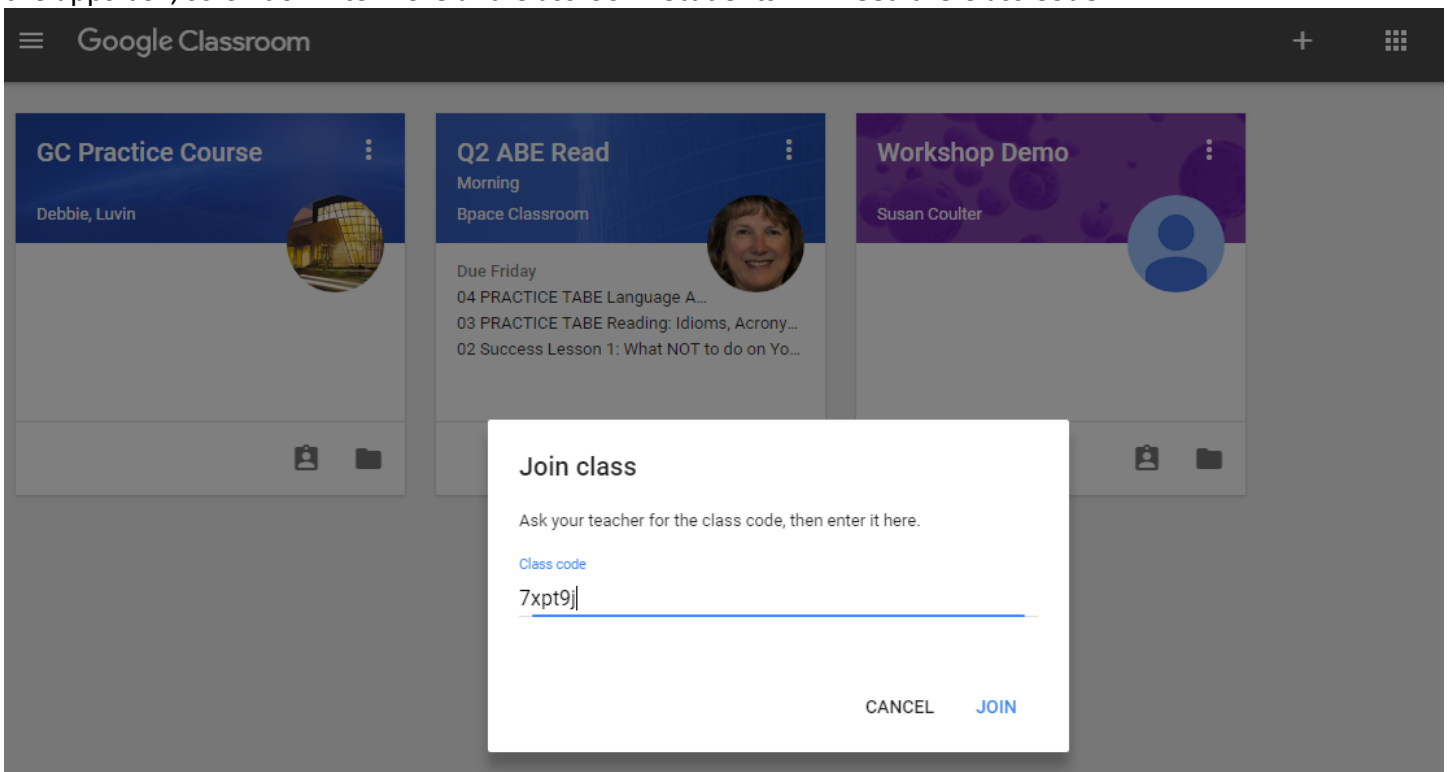 Google Classroom
GC Practice Course
Debbie, Luvin
Q2 ABE Read
Morning
Bpace Classroom
Due Friday
04 PRACTICE TABE Language A...
03 PRACTICE TABE Reading: Idioms, Acrony...
02 Success Lesson 1: What NOT to do on Yo...
Workshop Demo
Susan Coulter
Join class
Ask your teacher for the class code, then enter it here.
Class code
7xpt9j
CANCEL JOIN